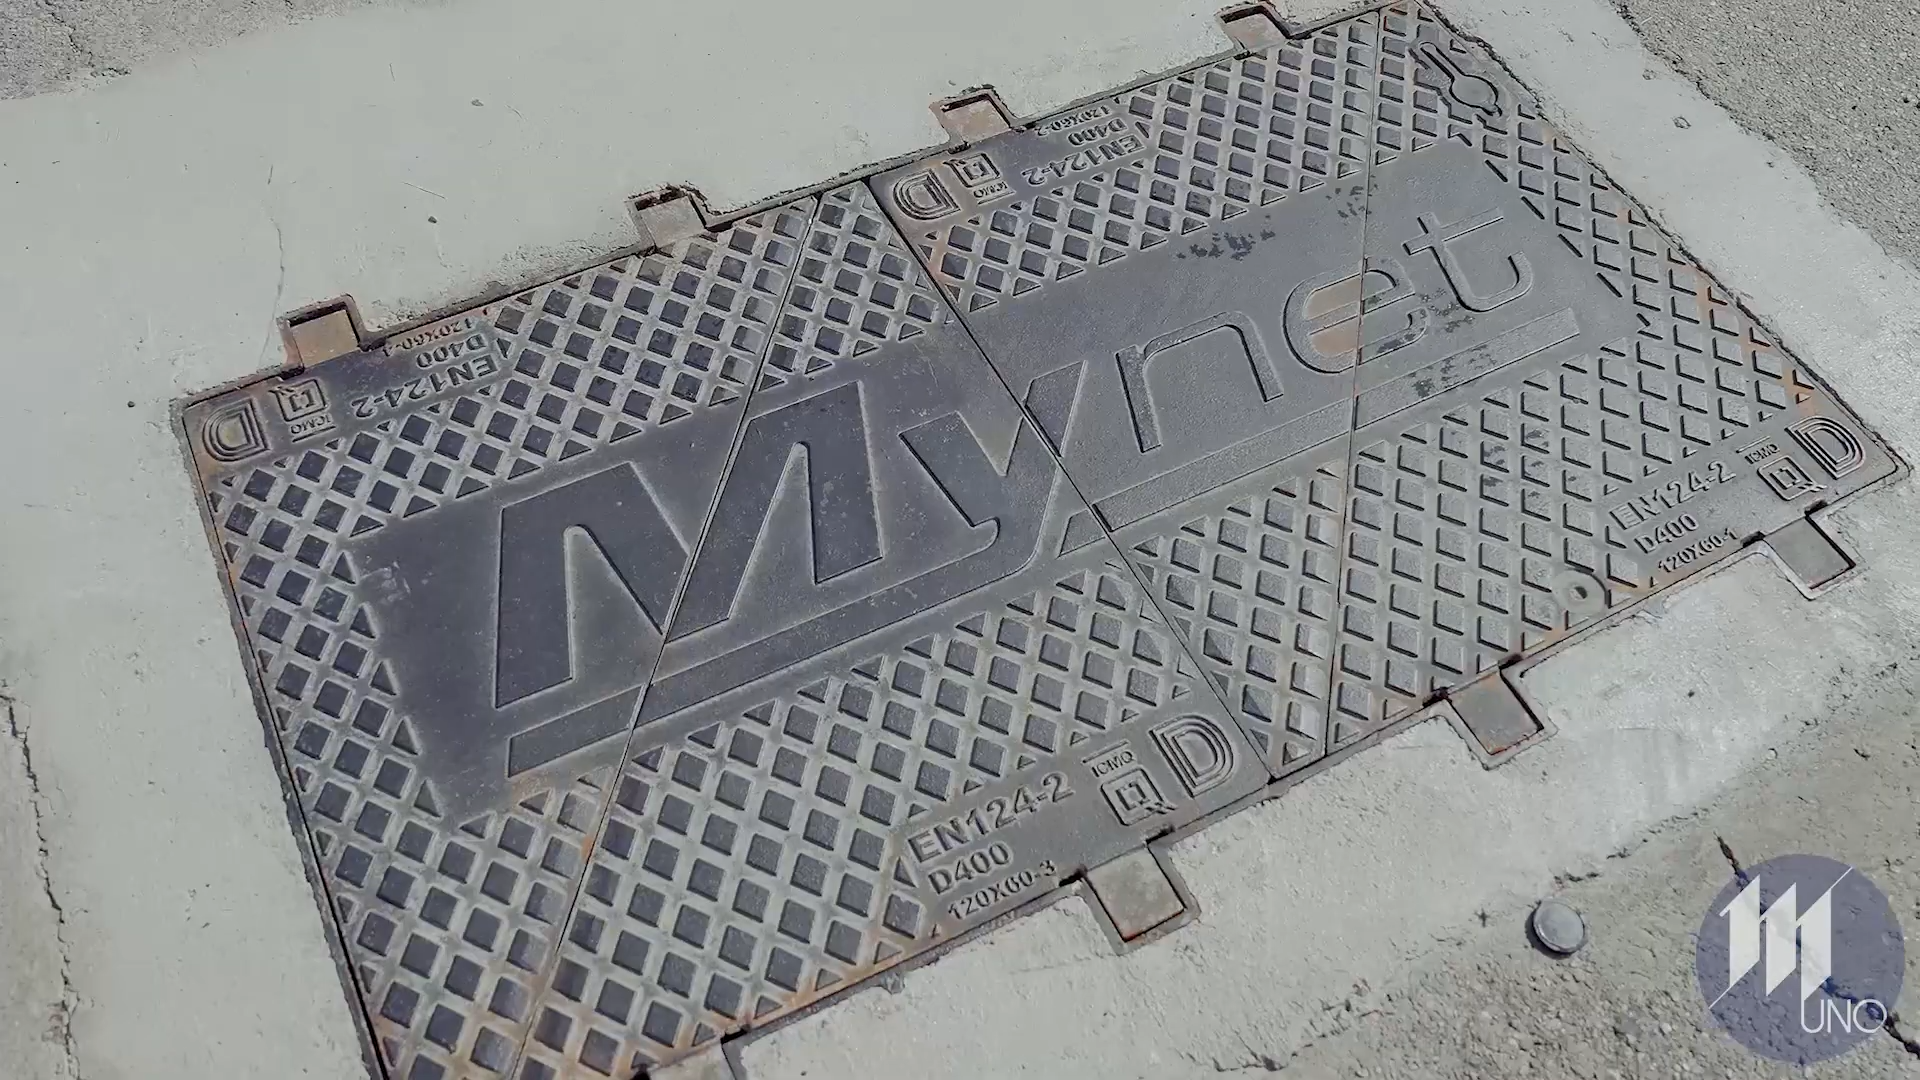 120X60-2
D400
EN124-2
ICMQ
D
120X60-1
D400
EN124-2
ICMQ
D
Mynet
ICMQ
D
EN124-2
D400
120X60-1
ICMQ
D
EN124-2
D400
120X60-3
M
UNO